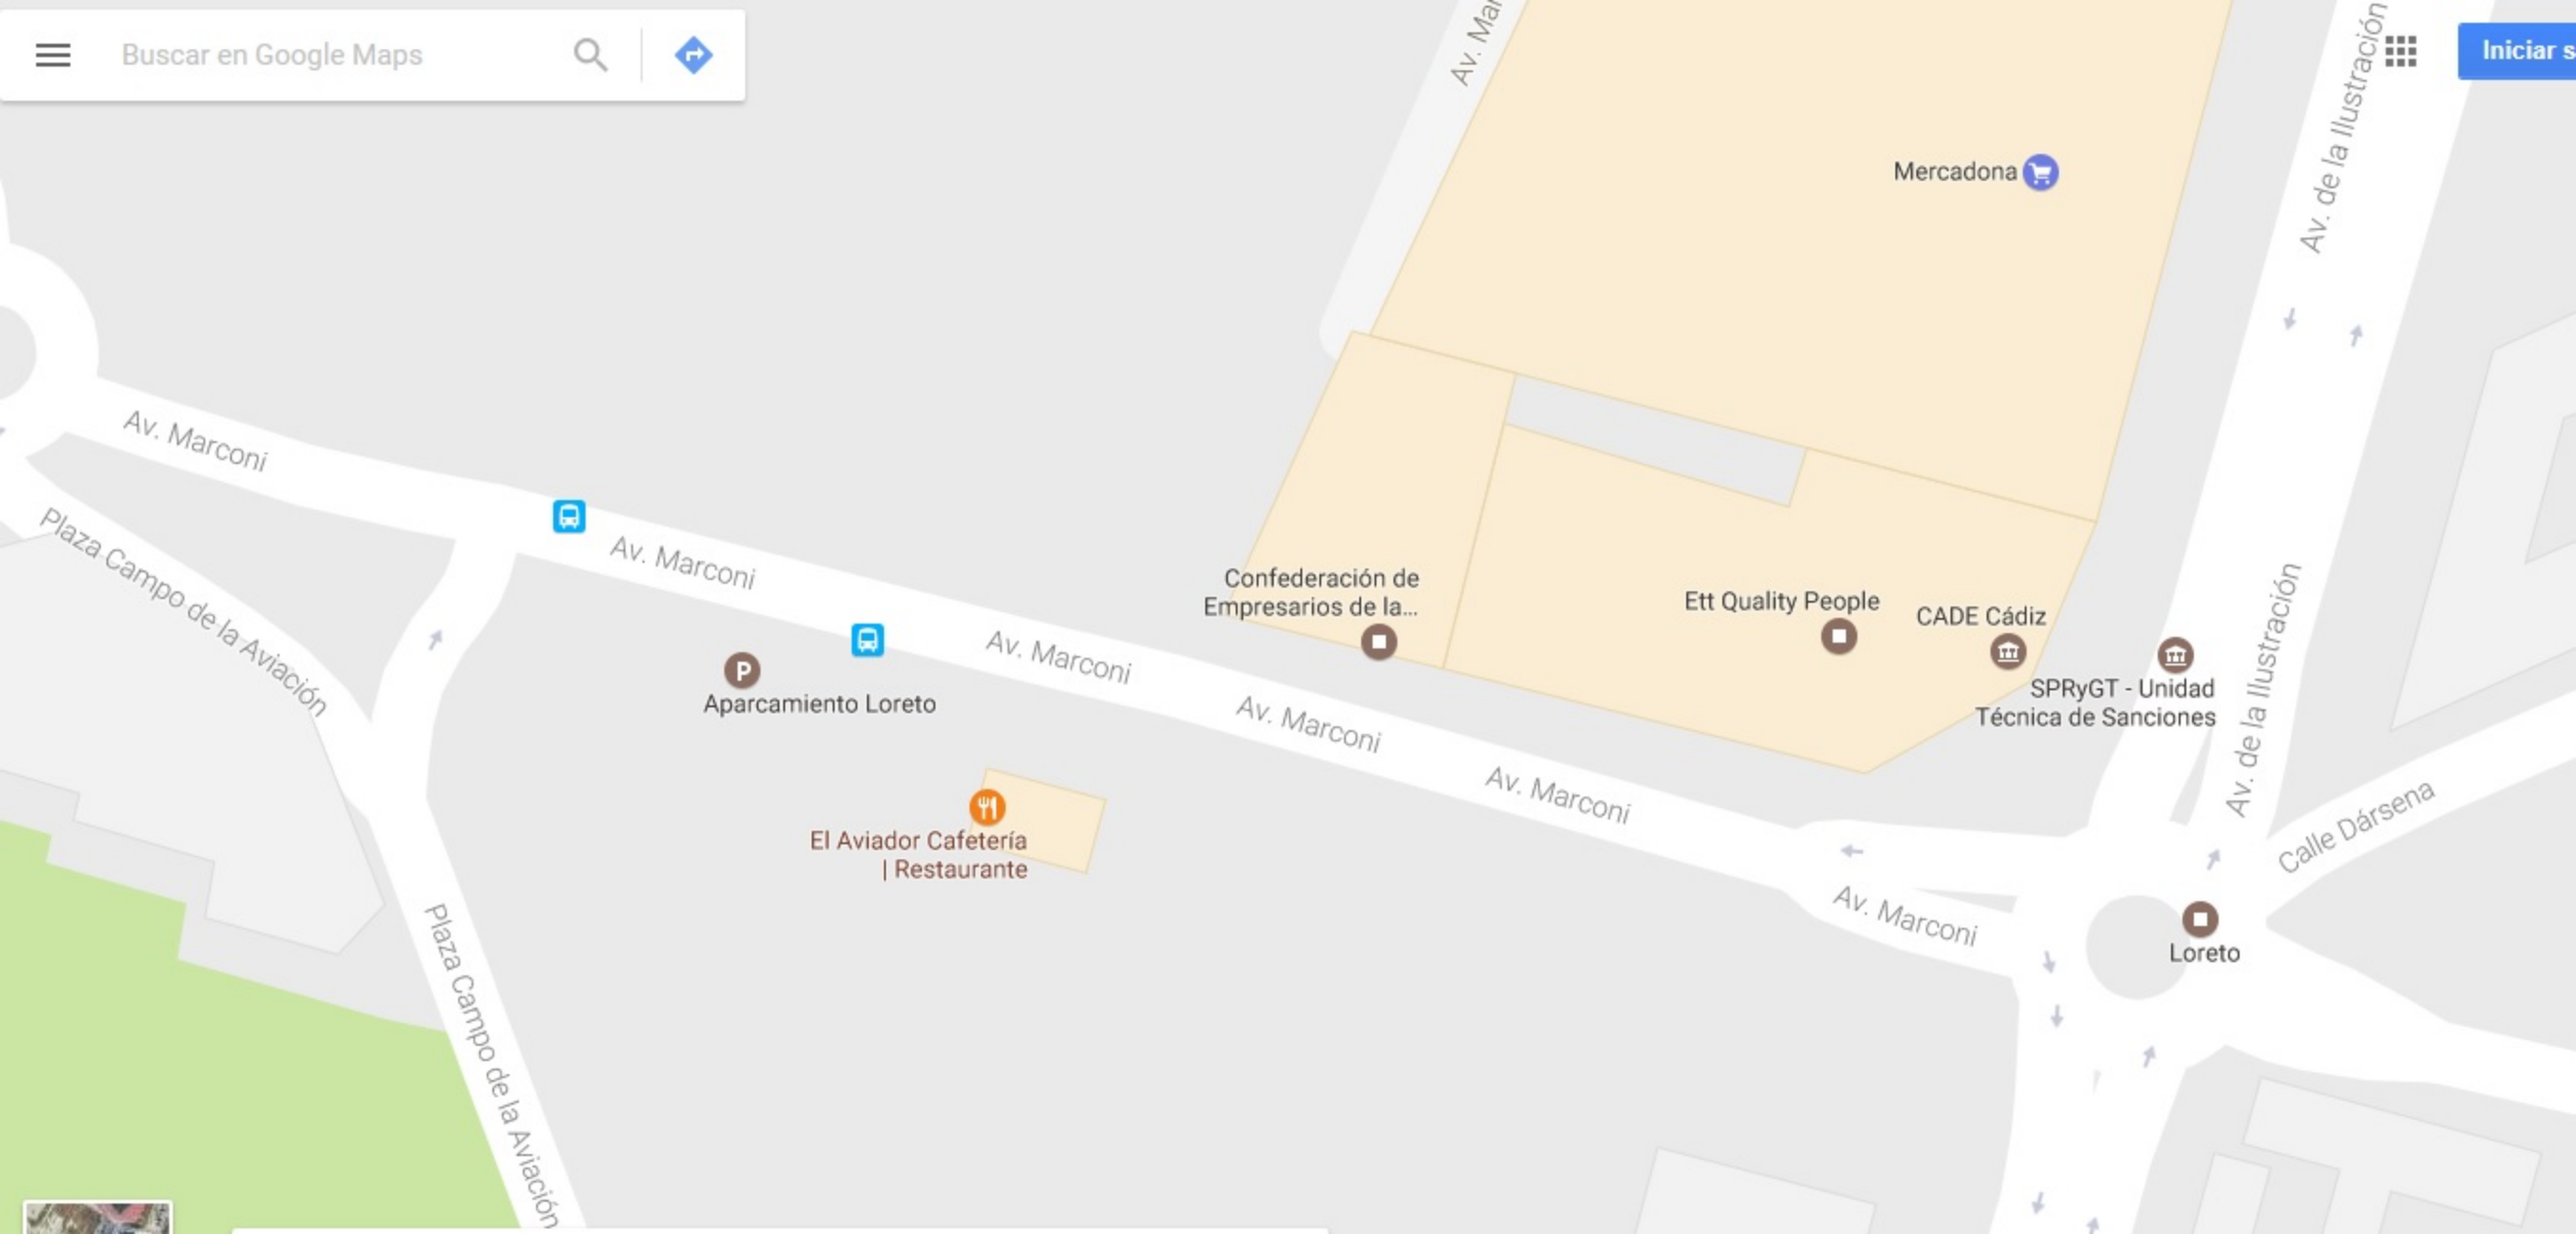 Buscar en Google Maps
Iniciar s
Av. Mar
Av. de la Ilustración
Mercadona
Av. Marconi
Plaza Campo de la Aviación
Av. Marconi
Confederación de
Empresarios de la...
Ett Quality People
CADE Cádiz
Av. de la Ilustración
SPRyGT - Unidad
Técnica de Sanciones
Av. Marconi
P
Aparcamiento Loreto
Av. Marconi
Av. Marconi
El Aviador Cafetería
| Restaurante
Calle Dársena
Av. Marconi
Loreto
Plaza Campo de la Aviación